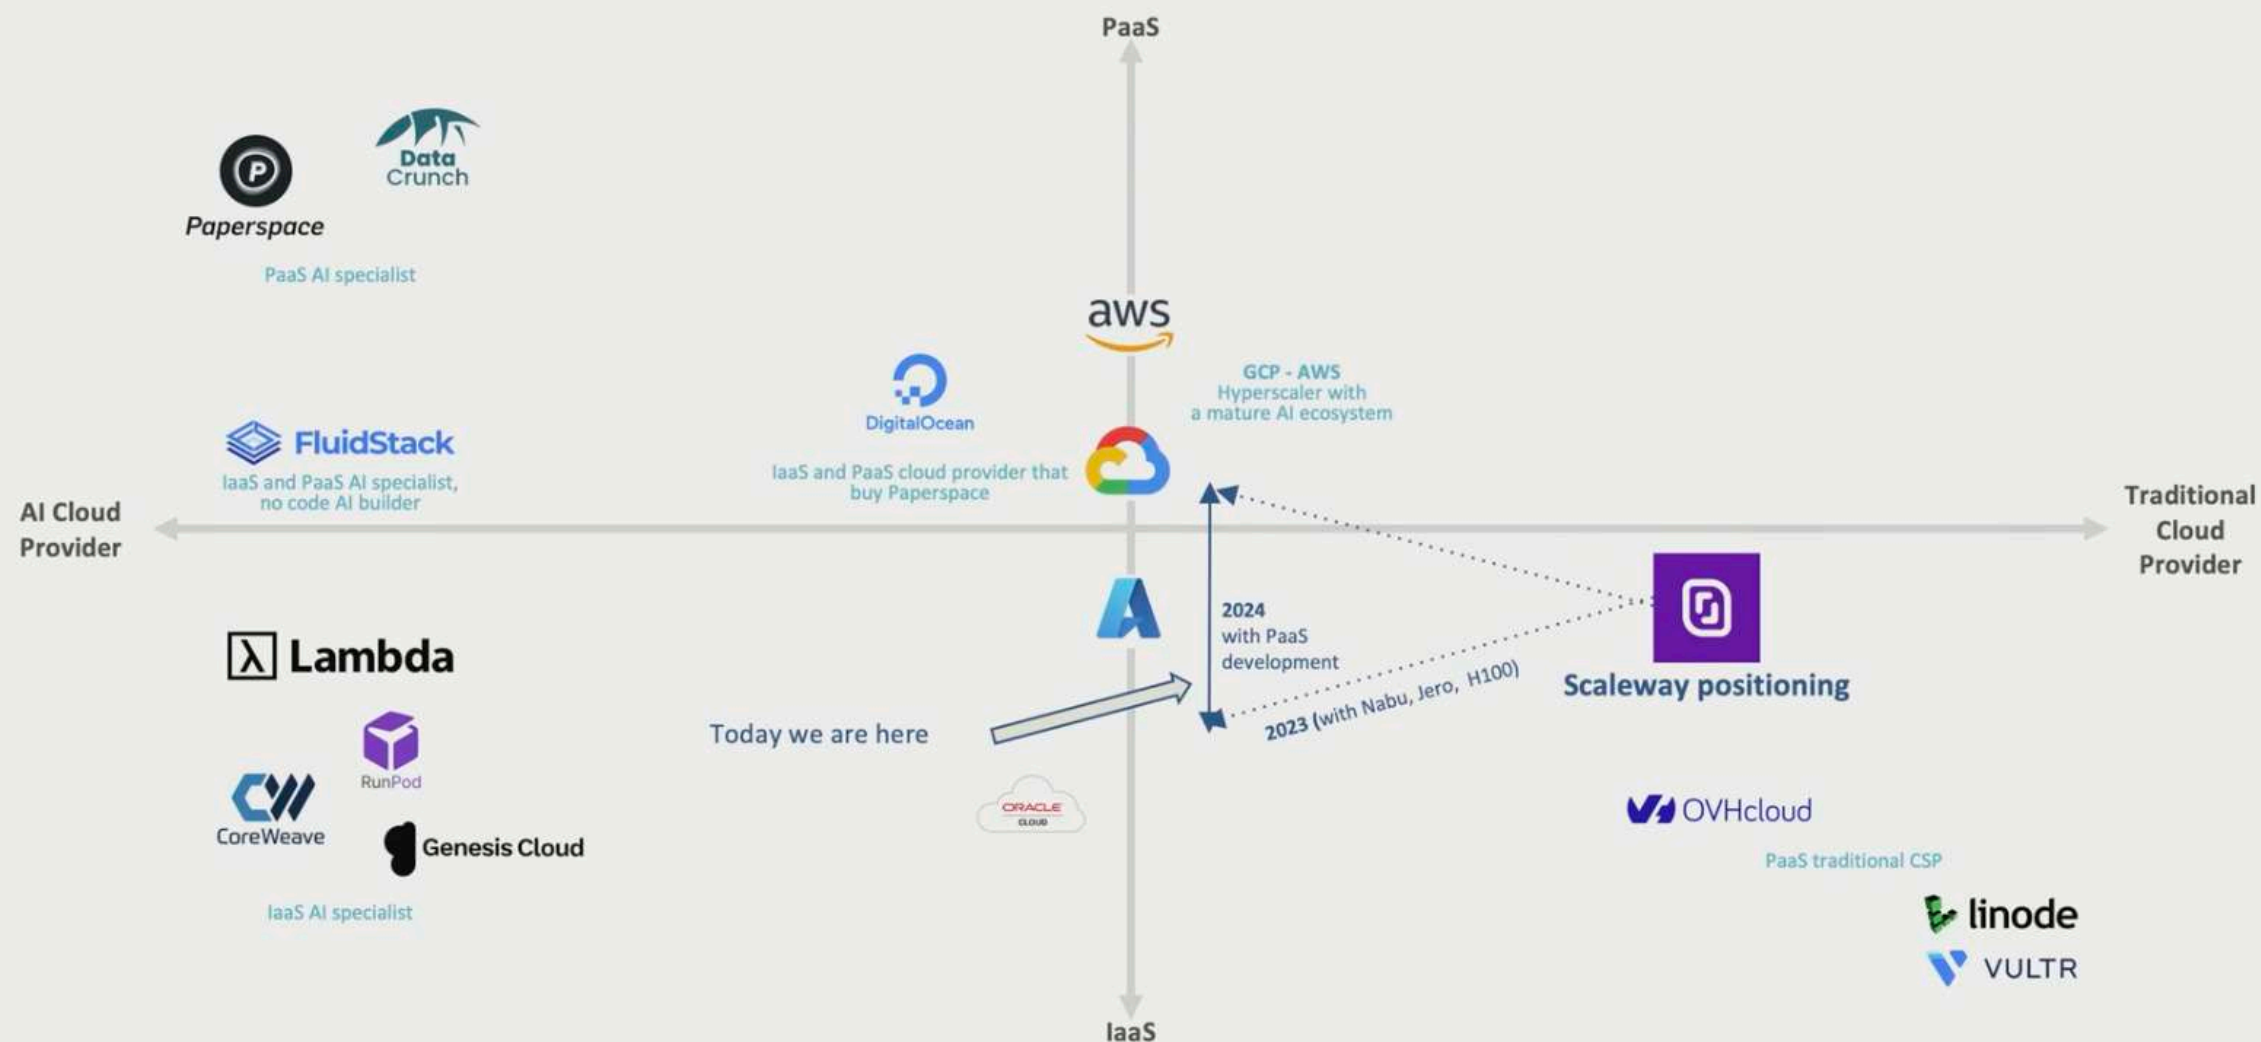 PaaS
Data
Crunch
P
Paperspace
PaaS AI specialist
aws
DigitalOcean
IaaS and PaaS cloud provider that
buy Paperspace
GCP - AWS
Hyperscaler with
a mature AI ecosystem
FluidStack
IaaS and PaaS AI specialist,
no code AI builder
AI Cloud
Provider
Traditional
Cloud
Provider
2024
with PaaS
development
2023 (with Nabu, Jero, H100)
Scaleway positioning
λ Lambda
RunPod
CoreWeave
Genesis Cloud
IaaS AI specialist
Today we are here
ORACLE
CLOUD
OVHcloud
PaaS traditional CSP
linode
VULTR
IaaS